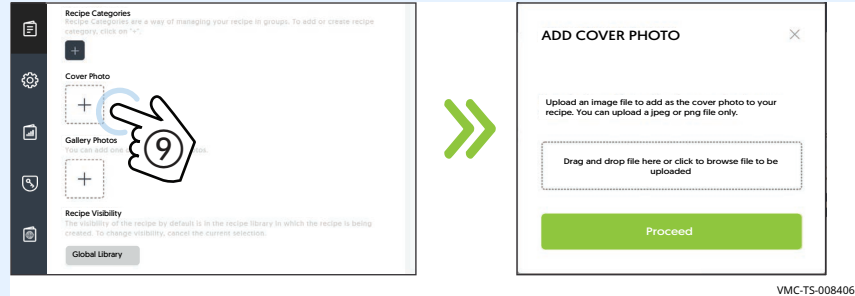 Recipe Categories
Recipe Categories are a way of managing your recipe in groups. To add or create recipe
category, click on "+".
+
Cover Photo
+
9
Gallery Photos
You can add one
+
Recipe Visibility
The visibility of the recipe by default is in the recipe library in which the recipe is being
created. To change visibility, cancel the current selection.
Global Library
ADD COVER PHOTO
Upload an image file to add as the cover photo to your
recipe. You can upload a jpeg or png file only.
Drag and drop file here or click to browse file to be
uploaded
Proceed
VMC-TS-008406